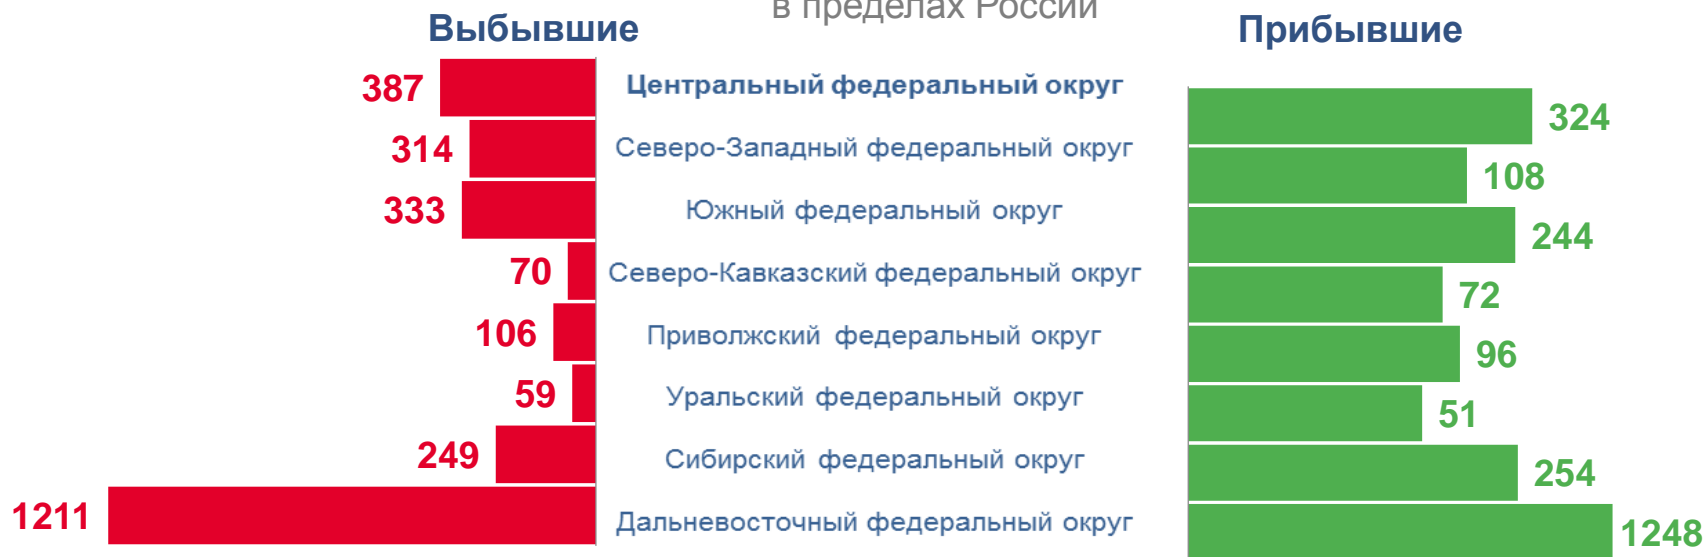 в пределах России
Выбывшие
Прибывшие
387 Центральный федеральный округ 324
314 Северо-Западный федеральный округ 108
333 Южный федеральный округ 244
70 Северо-Кавказский федеральный округ 72
106 Приволжский федеральный округ 96
59 Уральский федеральный округ 51
249 Сибирский федеральный округ 254
1211 Дальневосточный федеральный округ 1248